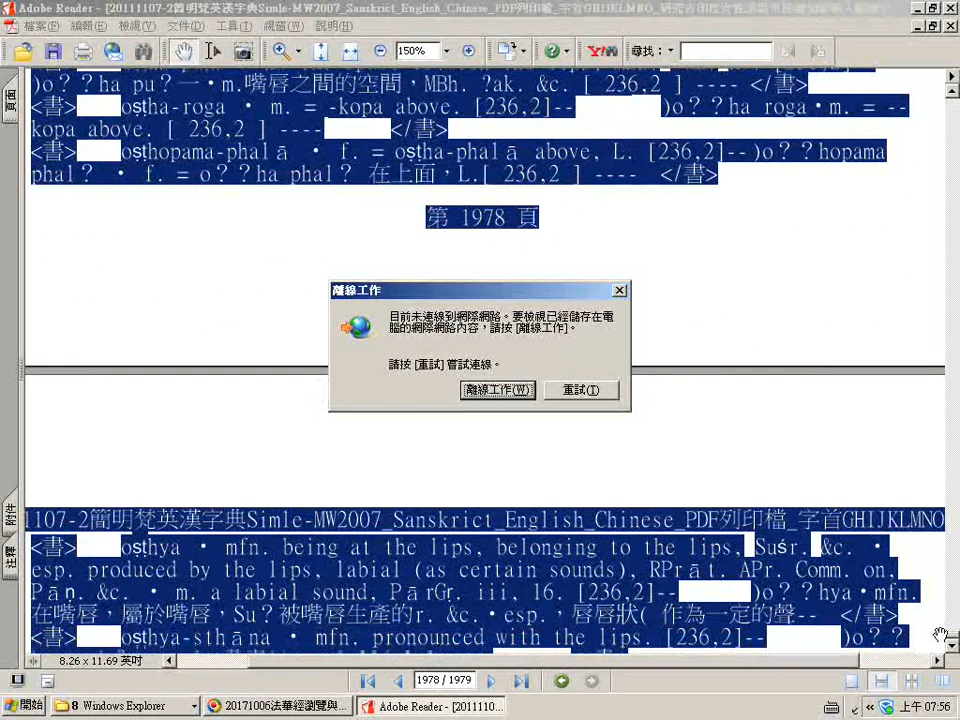 Adobe Reader - [20111107-2簡明梵英漢字典Simle-MW2007_Sanskrict_English_Chinese_PDF列印檔_字首GHIJKLMNO_
檔案(F) 編輯(E) 檢視(V) 文件(D) 工具(T) 視窗(W) 說明(H)
150% 尋找:
頁面
)o??ha pu?一‧m.嘴唇之間的空間，MBh. ?ak. &c. [ 236,2 ] ---- </書>
<書> oṣṭha-roga ‧ m. = -kopa above. [236,2]-- )o??ha roga‧m. = --
kopa above. [ 236,2 ] ---- </書>
<書> oṣṭhopama-phalā ‧ f. = oṣṭha-phalā above, L. [236,2]-- )o??hopama
phal? ‧ f. = o??ha phal? 在上面，L.[ 236,2 ] ---- </書>
第 1978 頁
離線工作
目前未連線到網際網路。要檢視已經儲存在電
腦的網際網路內容，請按 [離線工作]。
請按 [重試] 嘗試連線。
離線工作(W) 重試(T)
附件
注釋
1107-2簡明梵英漢字典Simle-MW2007_Sanskrict_English_Chinese_PDF列印檔_字首GHIJKLMNO
<書> oṣṭhya ‧ mfn. being at the lips, belonging to the lips, Suśr. &c. ‧
esp. produced by the lips, labial (as certain sounds), RPrāt. APr. Comm. on,
Pāṇ. &c. ‧ m. a labial sound, PārGr. iii, 16. [236,2]-- )o??hya‧mfn.
在嘴唇，屬於嘴唇，Su?被嘴唇生產的r. &c.‧esp.，唇唇狀( 作為一定的聲-- </書>
<書> oṣṭhya-sthāna ‧ mfn. pronounced with the lips. [236,2]-- )o??
8.26 x 11.69 英吋
1978 / 1979
開始 8 Windows Explorer 20171006法華經瀏覽與... Adobe Reader - [2011110... 上午 07:56